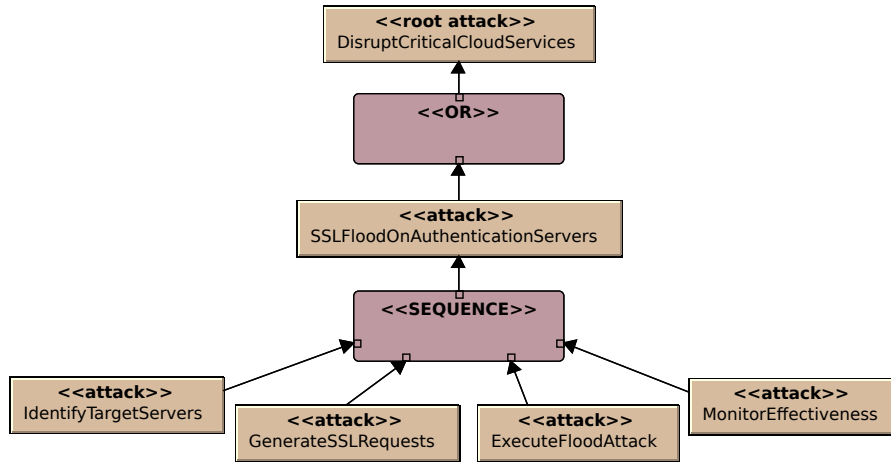 <<root attack>>
DisruptCriticalCloudServices
<<OR>>
<<attack>>
SSLFloodOnAuthenticationServers
<<SEQUENCE>>
<<attack>>
IdentifyTargetServers
<<attack>>
GenerateSSLRequests
<<attack>>
ExecuteFloodAttack
<<attack>>
MonitorEffectiveness